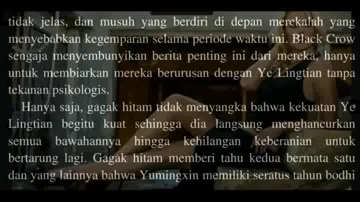 tidak jelas, dan musuh yang berdiri di depan merekalah yang
menyebabkan kegemparan selama periode waktu ini. Black Crow
sengaja menyembunyikan berita penting ini dari mereka, hanya
untuk membiarkan mereka berurusan dengan Ye Lingtian tanpa
tekanan psikologis.
Hanya saja, gagak hitam tidak menyangka bahwa kekuatan Ye
Lingtian begitu kuat sehingga dia langsung menghancurkan
semua bawahannya hingga kehilangan keberanian untuk
bertarung lagi. Gagak hitam memberi tahu kedua bermata satu
dan yang lainnya bahwa Yumingxin memiliki seratus tahun bodhi